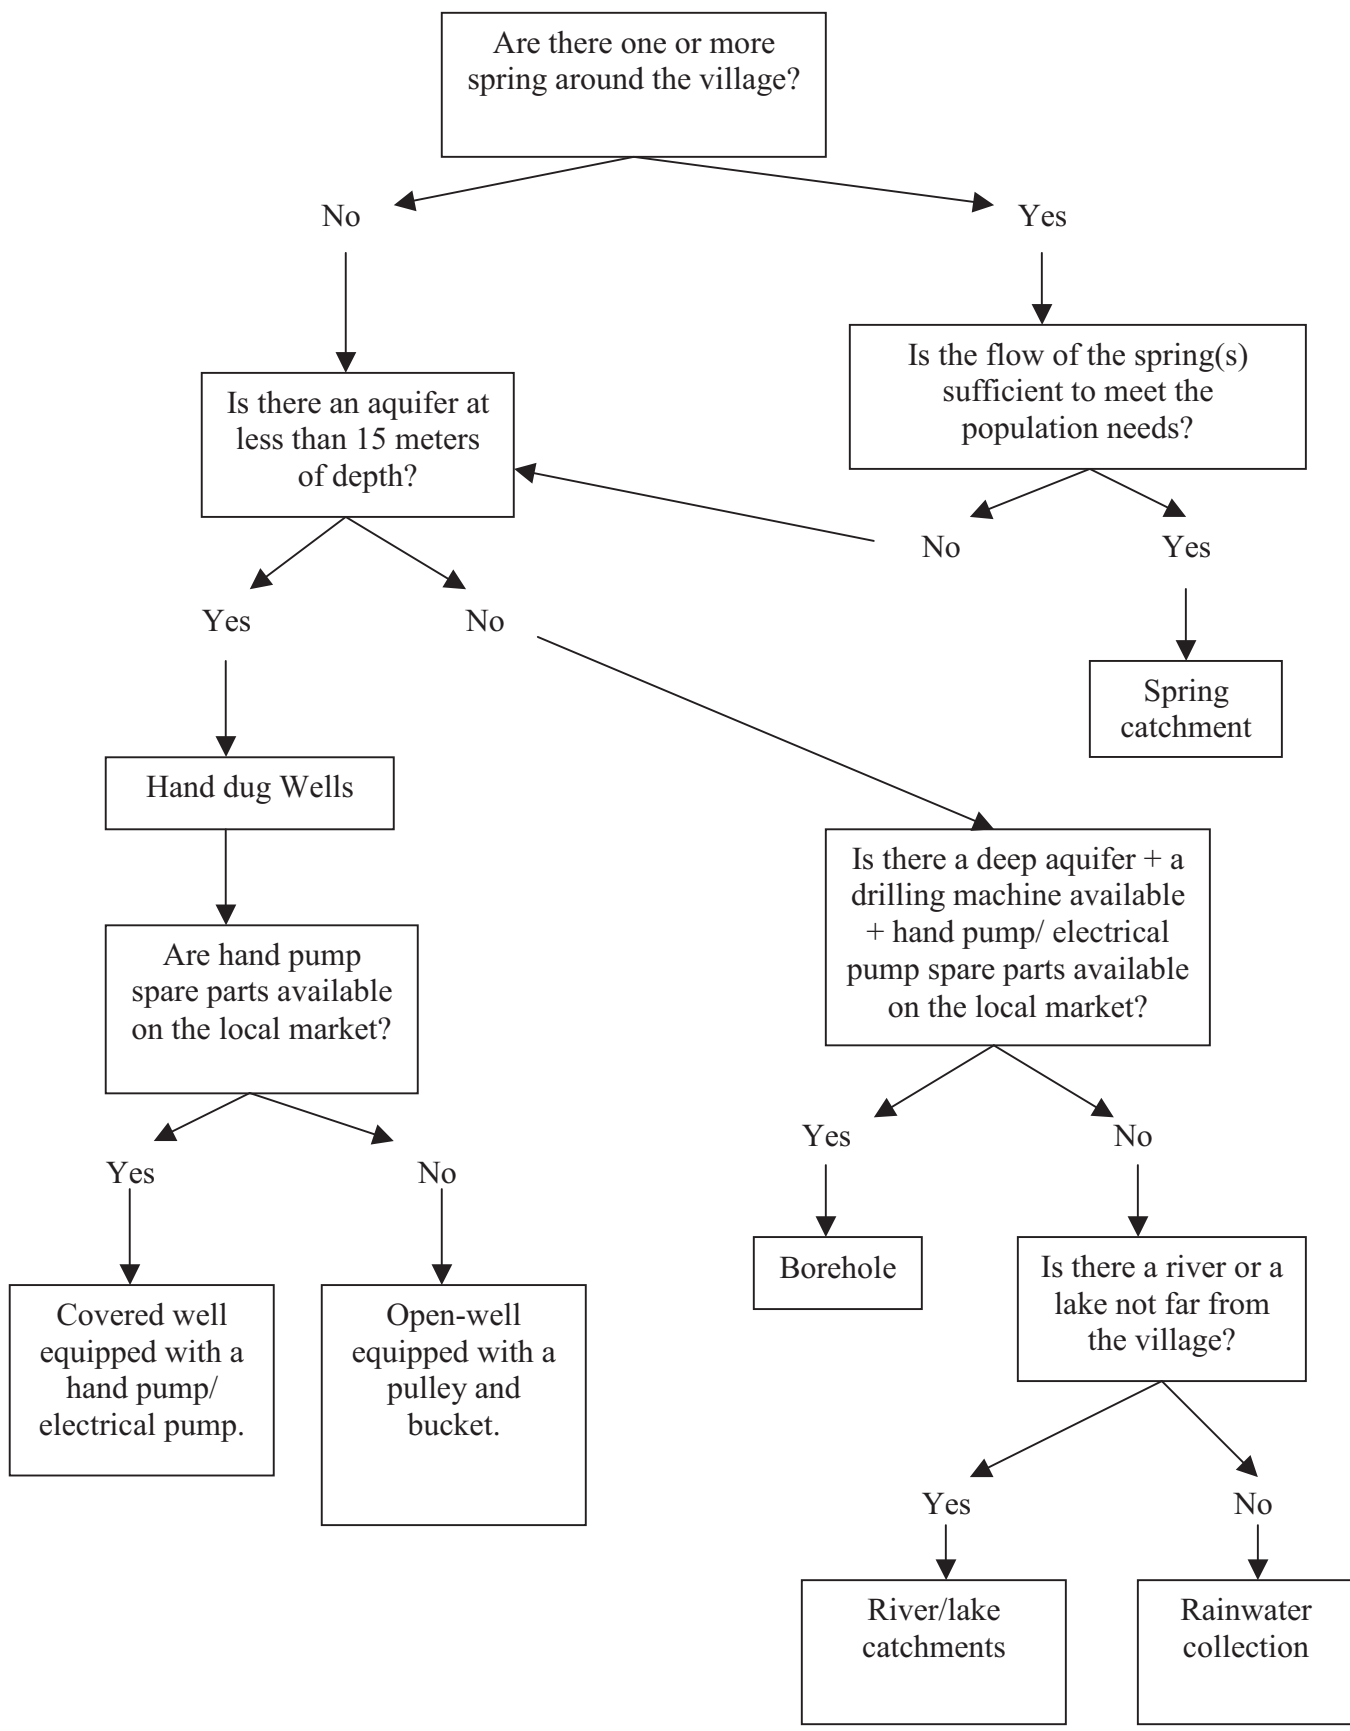 Are there one or more
spring around the village?
No
Yes
Is the flow of the spring(s)
sufficient to meet the
population needs?
Is there an aquifer at
less than 15 meters
of depth?
No
Yes
Yes
No
Spring
catchment
Hand dug Wells
Is there a deep aquifer + a
drilling machine available
+ hand pump/ electrical
pump spare parts available
on the local market?
Are hand pump
spare parts available
on the local market?
Yes
No
Yes
No
Borehole
Is there a river or a
lake not far from
the village?
Covered well
equipped with a
hand pump/
electrical pump.
Open-well
equipped with a
pulley and
bucket.
Yes
No
River/lake
catchments
Rainwater
collection